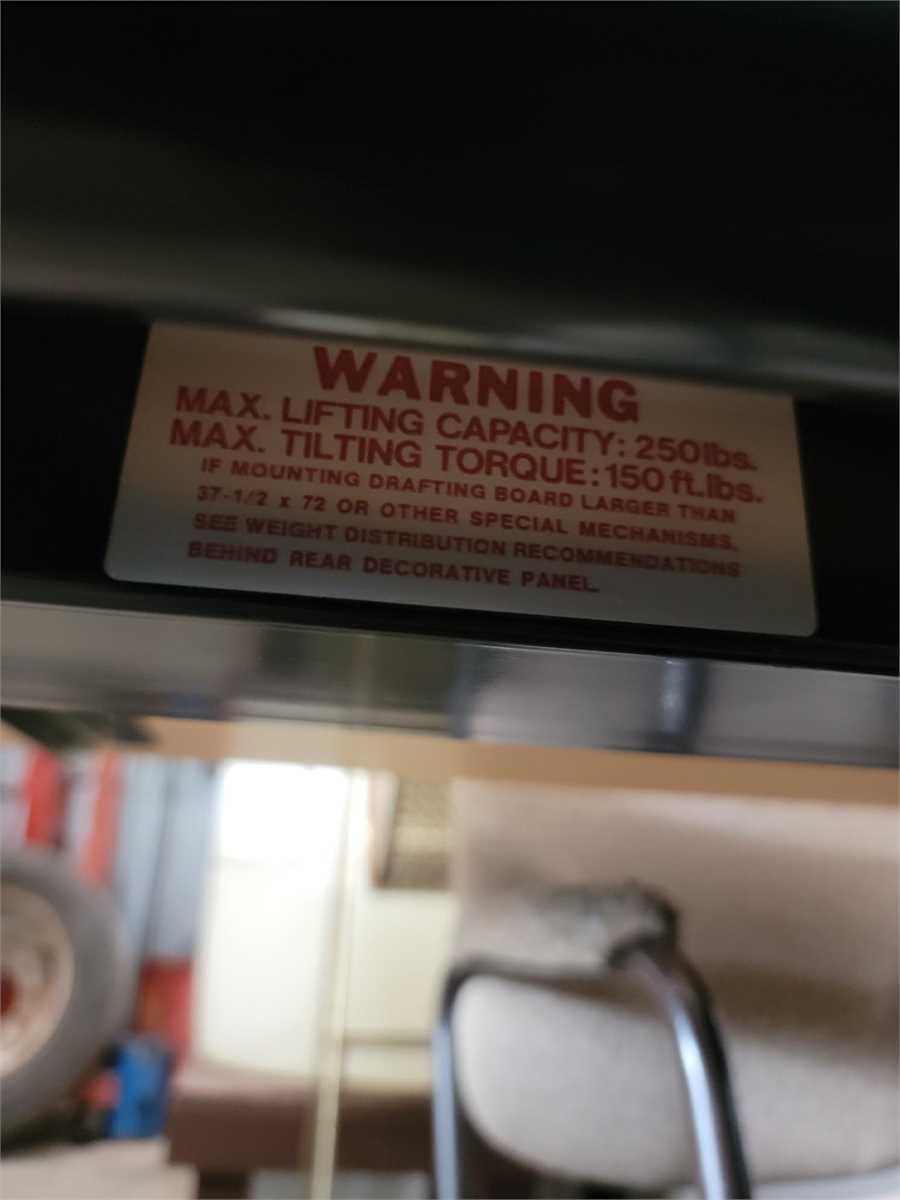 WARNING
MAX. LIFTING CAPACITY: 250lbs.
MAX. TILTING TORQUE: 150 ft.lbs.
IF MOUNTING DRAFTING BOARD LARGER THAN
37-1/2 x 72 OR OTHER SPECIAL MECHANISMS,
SEE WEIGHT DISTRIBUTION RECOMMENDATIONS
BEHIND REAR DECORATIVE PANEL.